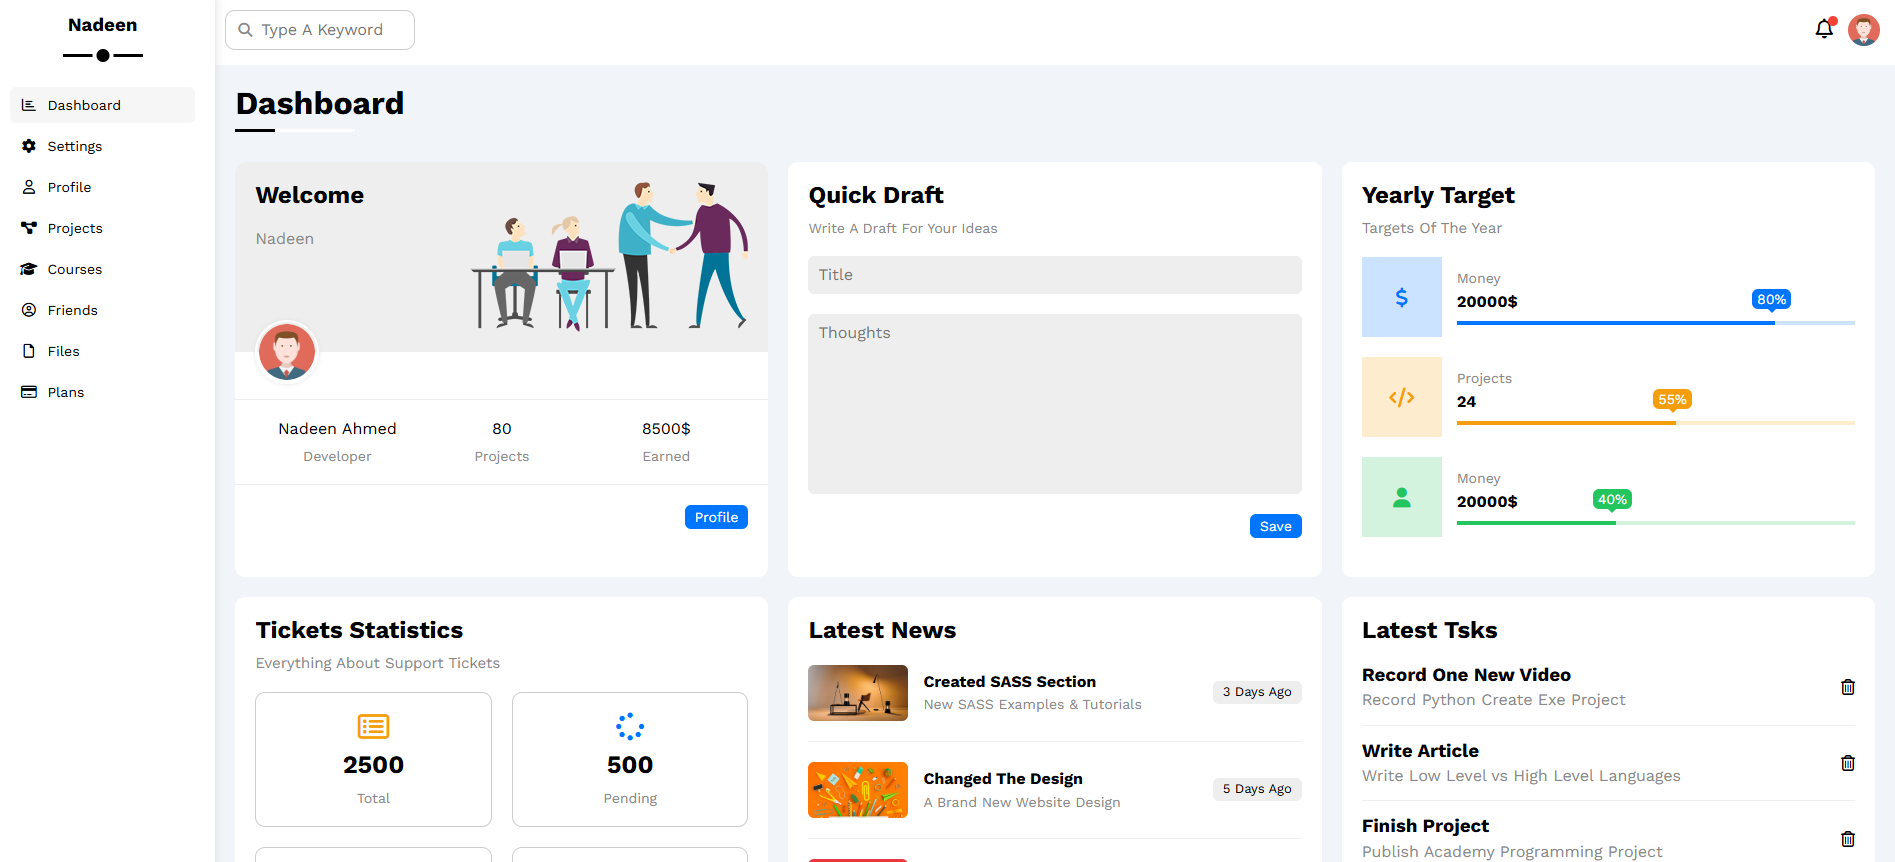 Nadeen
Dashboard
Settings
Profile
Projects
Courses
Friends
Files
Plans
Type A Keyword
Dashboard
Welcome
Nadeen
Nadeen Ahmed
Developer
80
Projects
8500$
Earned
Profile
Quick Draft
Write A Draft For Your Ideas
Title
Thoughts
Save
Yearly Target
Targets Of The Year
Money
20000$
80%
Projects
24
55%
Money
20000$
40%
Tickets Statistics
Everything About Support Tickets
2500
Total
500
Pending
Latest News
Created SASS Section
New SASS Examples & Tutorials
3 Days Ago
Changed The Design
A Brand New Website Design
5 Days Ago
Latest Tsks
Record One New Video
Record Python Create Exe Project
Write Article
Write Low Level vs High Level Languages
Finish Project
Publish Academy Programming Project